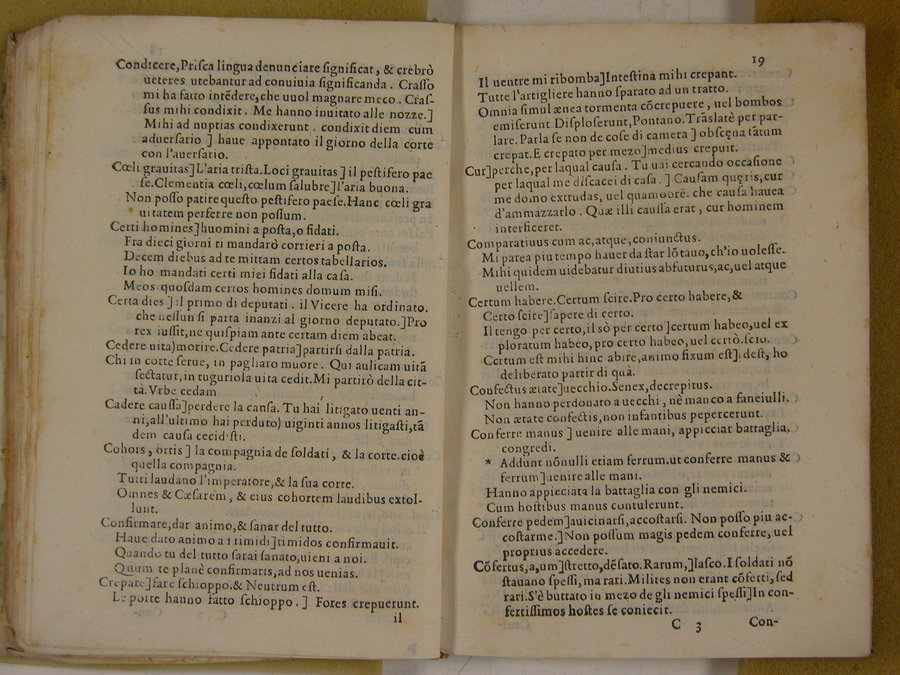 Condicere,Priſca lingua denunciare ſignificat, & crebrò
ueteres utebantur ad conuiuia ſignificanda. Craſſo
mi ha fatto intēdere,che uuol magnare meco. Craſ-
ſus mihi condixit. Me hanno inuitato alle nozze.]
Mihi ad nuptias condixerunt. condixit diem cum
aduerſario ] haue appontato il giorno della corte
con l'auerſario.
Cœli grauitas]L'aria triſta.Loci grauitas] il peſtifero pae
ſe.Clementia cœli,cœlum ſalubre]l'aria buona.
Non poſſo patire queſto peſtifero paeſe.Hanc cœli gra
uitatem perferre non poſſum.
Certi homines]huomini a poſta,o fidati.
Fra dieci giorni ti mandarò corrieri a poſta.
Decem diebus ad te mittam certos tabellarios.
Io ho mandati certi miei fidati alla caſa.
Meos quoſdam certos homines domum miſi.
Certa dies ] il primo di deputati. il Vicere ha ordinato,
che neſſun ſi parta inanzi al giorno deputato.]Pro
rex iuſſit,ne quiſpiam ante certam diem abeat.
Cedere uita)morire.Cedere patria]partirſi dalla patria.
Chi in corte ſerue, in pagliaro muore. Qui aulicam uitā
ſectatur,in tuguriola uita cedit.Mi partirò della cit-
tà.Vrbe cedam
Cadere cauſſa]perdere la cauſa. Tu hai litigato uenti an-
ni,all'ultimo hai perduto) uiginti annos litigaſti,tā
dem cauſa cecidiſti.
Cohors, ortis ] la compagnia de ſoldati, & la corte.cioè
quella compagnia.
Tutti laudano l'imperatore,& la ſua corte.
Omnes & Cæſarem, & eius cohortem laudibus extol-
lunt.
Confirmare,dar animo,& ſanar del tutto.
Haue dato animo a i timidi]timidos confirmauit.
Quando tu del tutto ſarai ſanato,uieni a noi.
Quum te planè confirmaris,ad nos uenias.
Crepare]fare ſchioppo.& Neutrum eſt.
Le porte hanno fatto ſchioppo. ] Fores crepuerunt.
il
19
Il uentre mi ribomba]Inteſtina mihi crepant.
Tutte l'artigliere hanno ſparato ad un tratto.
Omnia ſimul ænea tormenta cōcrepuere, uel bombos
emiſerunt Diſploſerunt,Pontano.Trāslatè per par-
lare.Parla ſe non de coſe di camera ] obſcęna tātum
crepat.E crepato per mezo]medius crepuit.
Cur]perche,per laqual cauſa. Tu uai cercando occaſione
per laqual me diſcacei di caſa. ] Cauſam quęris,cur
me domo extrudas, uel quamobrē. che cauſa hauea
d'ammazzarlo. Quæ illi cauſſa erat, cur hominem
interficeret.
Comparatiuus cum ac,atque,coniunctus.
Mi parea piu tempo hauer da ſtar lōtauo,ch'io uoleſſe.
Mihi quidem uidebatur diutius abfuturus,ac,uel atque
uellem.
Certum habere.Certum ſcire.Pro certo habere,&
Certo ſcire]ſapere di certo.
Il tengo per certo,il sò per certo]certum habeo,uel ex
ploratum habeo,pro certo habeo,uel certò.ſcio.
Certum eſt mihi hinc abire,animo fixum eſt]ideſt, ho
deliberato partir di quà.
Confectus ætate]uecchio.Senex,decrepitus.
Non hanno perdonato a uecchi, nè manco a fanciulli.
Non ætate confectis,non infantibus pepercerunt.
Conferre manus ] uenire alle mani, appicciar battaglia,
congredi.
* Addunt nōnulli etiam ferrum.ut conferre manus &
ferrum]uenire alle mani.
Hanno appicciata la battaglia con gli nemici.
Cum hoſtibus manus contulerunt.
Conferre pedem]auicinarſi,accoſtarſi. Non poſſo piu ac-
coſtarme.]Non poſſum magis pedem conferre, uel
proprius accedere.
Cōfertus,a,um]ſtretto,dēſato.Rarum,]laſco.I ſoldati nō
ſtauano ſpeſſi,ma rari.Milites non erant cōferti,ſed
rari.S'è buttato in mezo de gli nemici ſpeſſi]In con-
fertiſſimos hoſtes ſe coniecit.
C 3 Con-